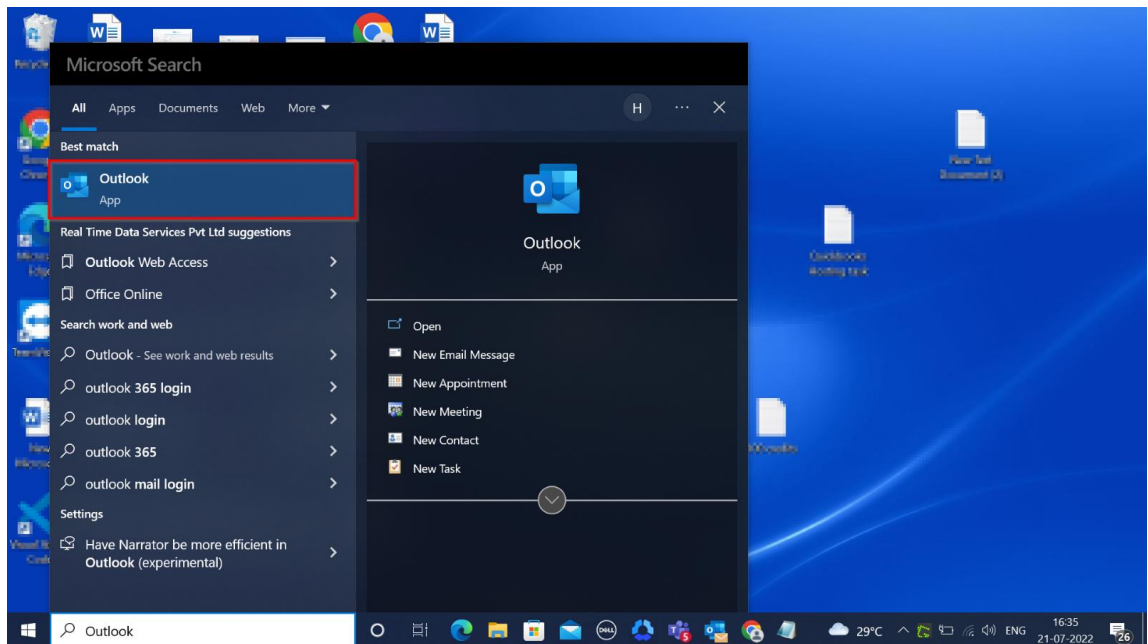 Microsoft Search
All Apps Documents Web More
H
Best match
Outlook
App
Real Time Data Services Pvt Ltd suggestions
Outlook Web Access
Office Online
Search work and web
Outlook - See work and web results
outlook 365 login
outlook login
outlook 365
outlook mail login
Settings
Have Narrator be more efficient in
Outlook (experimental)
Outlook
App
Open
New Email Message
New Appointment
New Meeting
New Contact
New Task
Outlook
DELL
29°C
ENG
16:35
21-07-2022
26